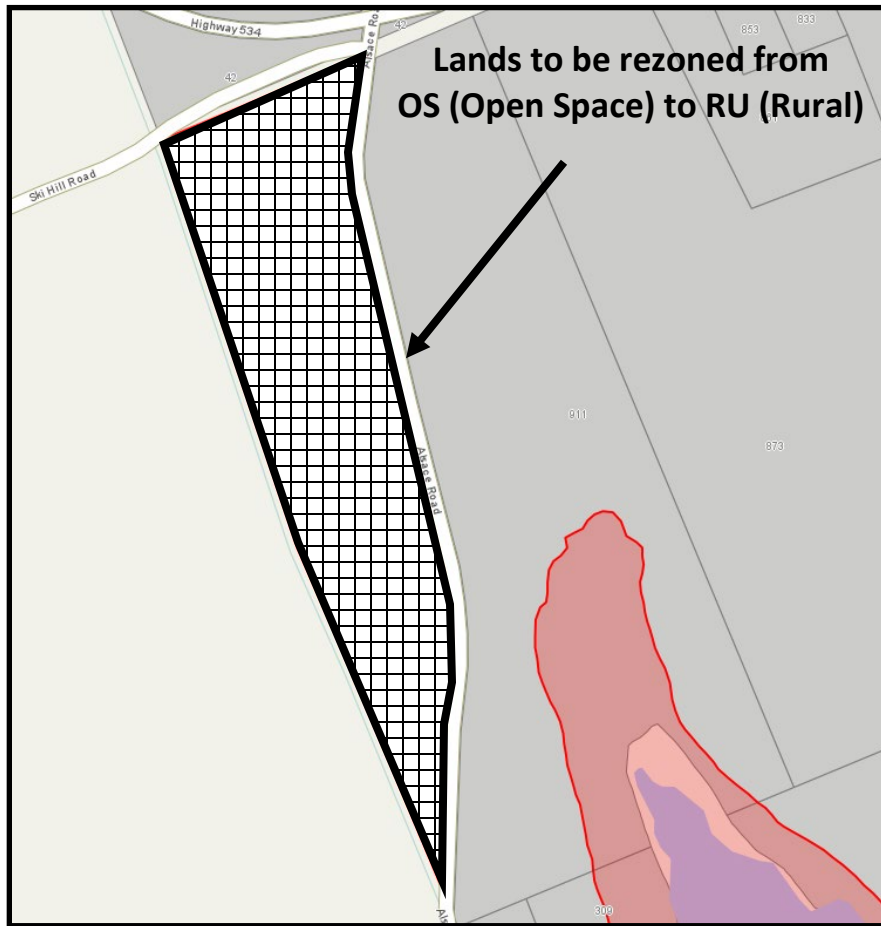 Highway 534
Alsace Road
42
42
853
833
Lands to be rezoned from
OS (Open Space) to RU (Rural)
Ski Hill Road
911
873
Alsace Road
309